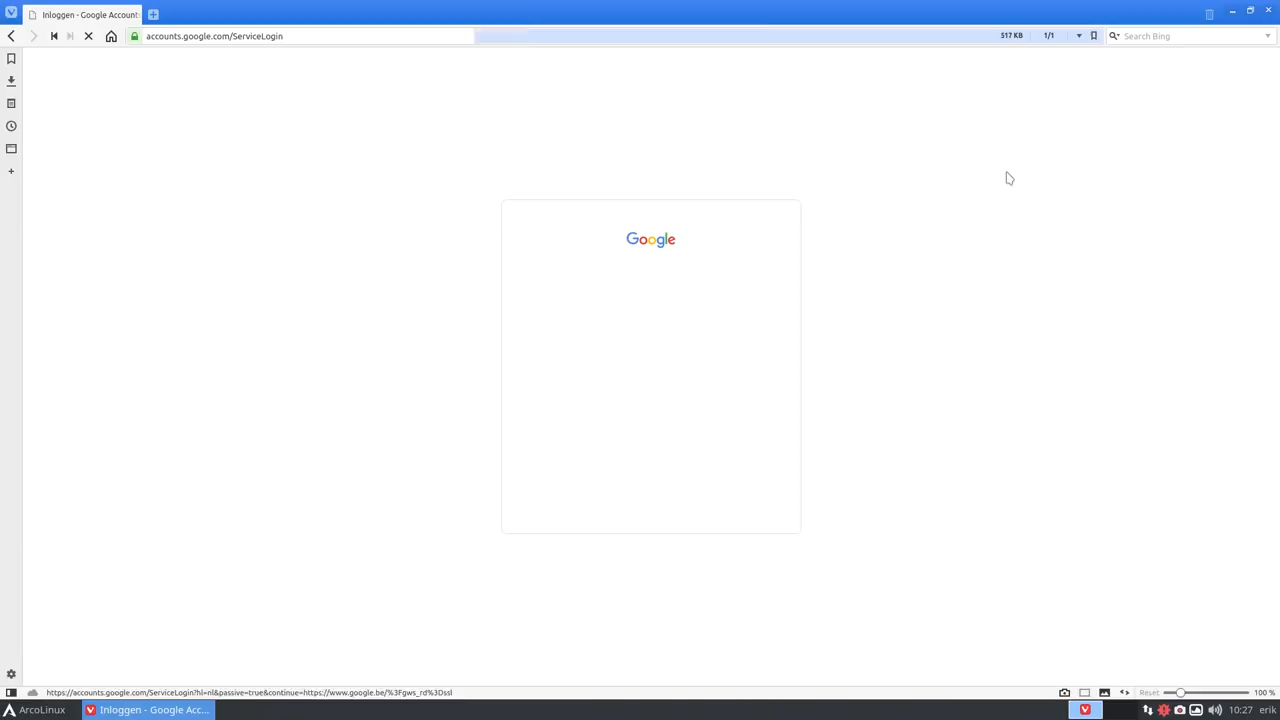 Inloggen - Google Account:
accounts.google.com/ServiceLogin
517 KB
1/1
Search Bing
Google
https://accounts.google.com/ServiceLogin?hl=nl&passive=true&continue=https://www.google.be/%3Fgws_rd%3Dssl
Reset
100 %
ArcoLinux
Inloggen - Google Acc...
10:27
erik